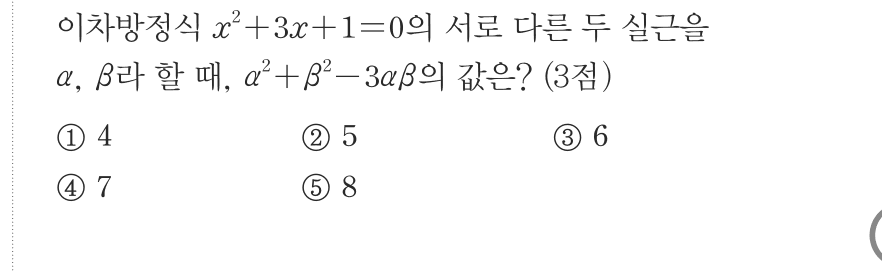 이차방정식 x²+3x+1=0의 서로 다른 두 실근을
α, β라 할 때, α²+β²-3αβ의 값은? (3점)
① 4 ② 5 ③ 6
④ 7 ⑤ 8